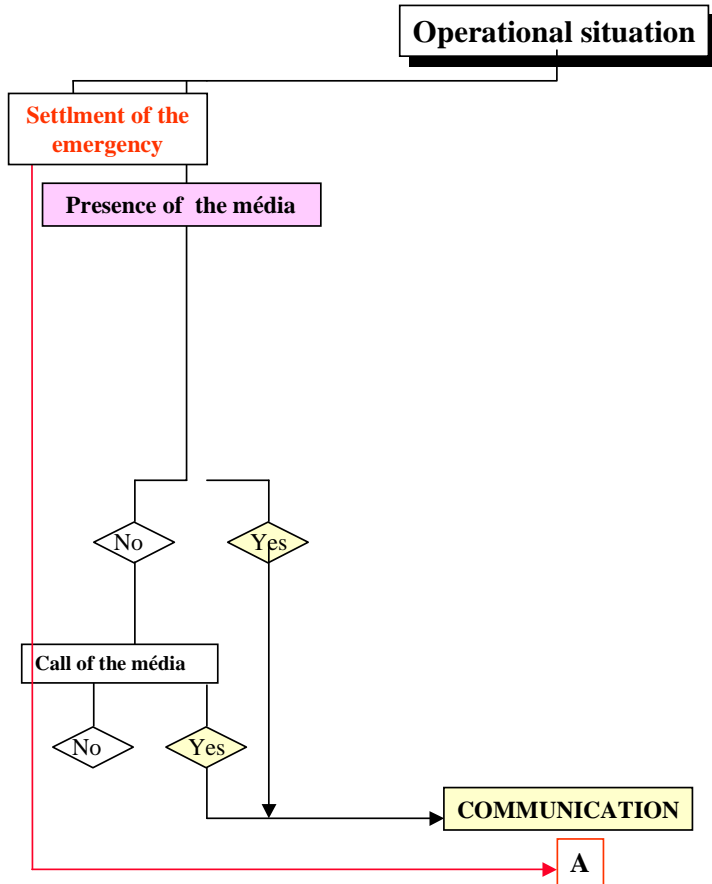 Operational situation
Settlment of the
emergency
Presence of the média
No
Yes
Call of the média
No
Yes
COMMUNICATION
A